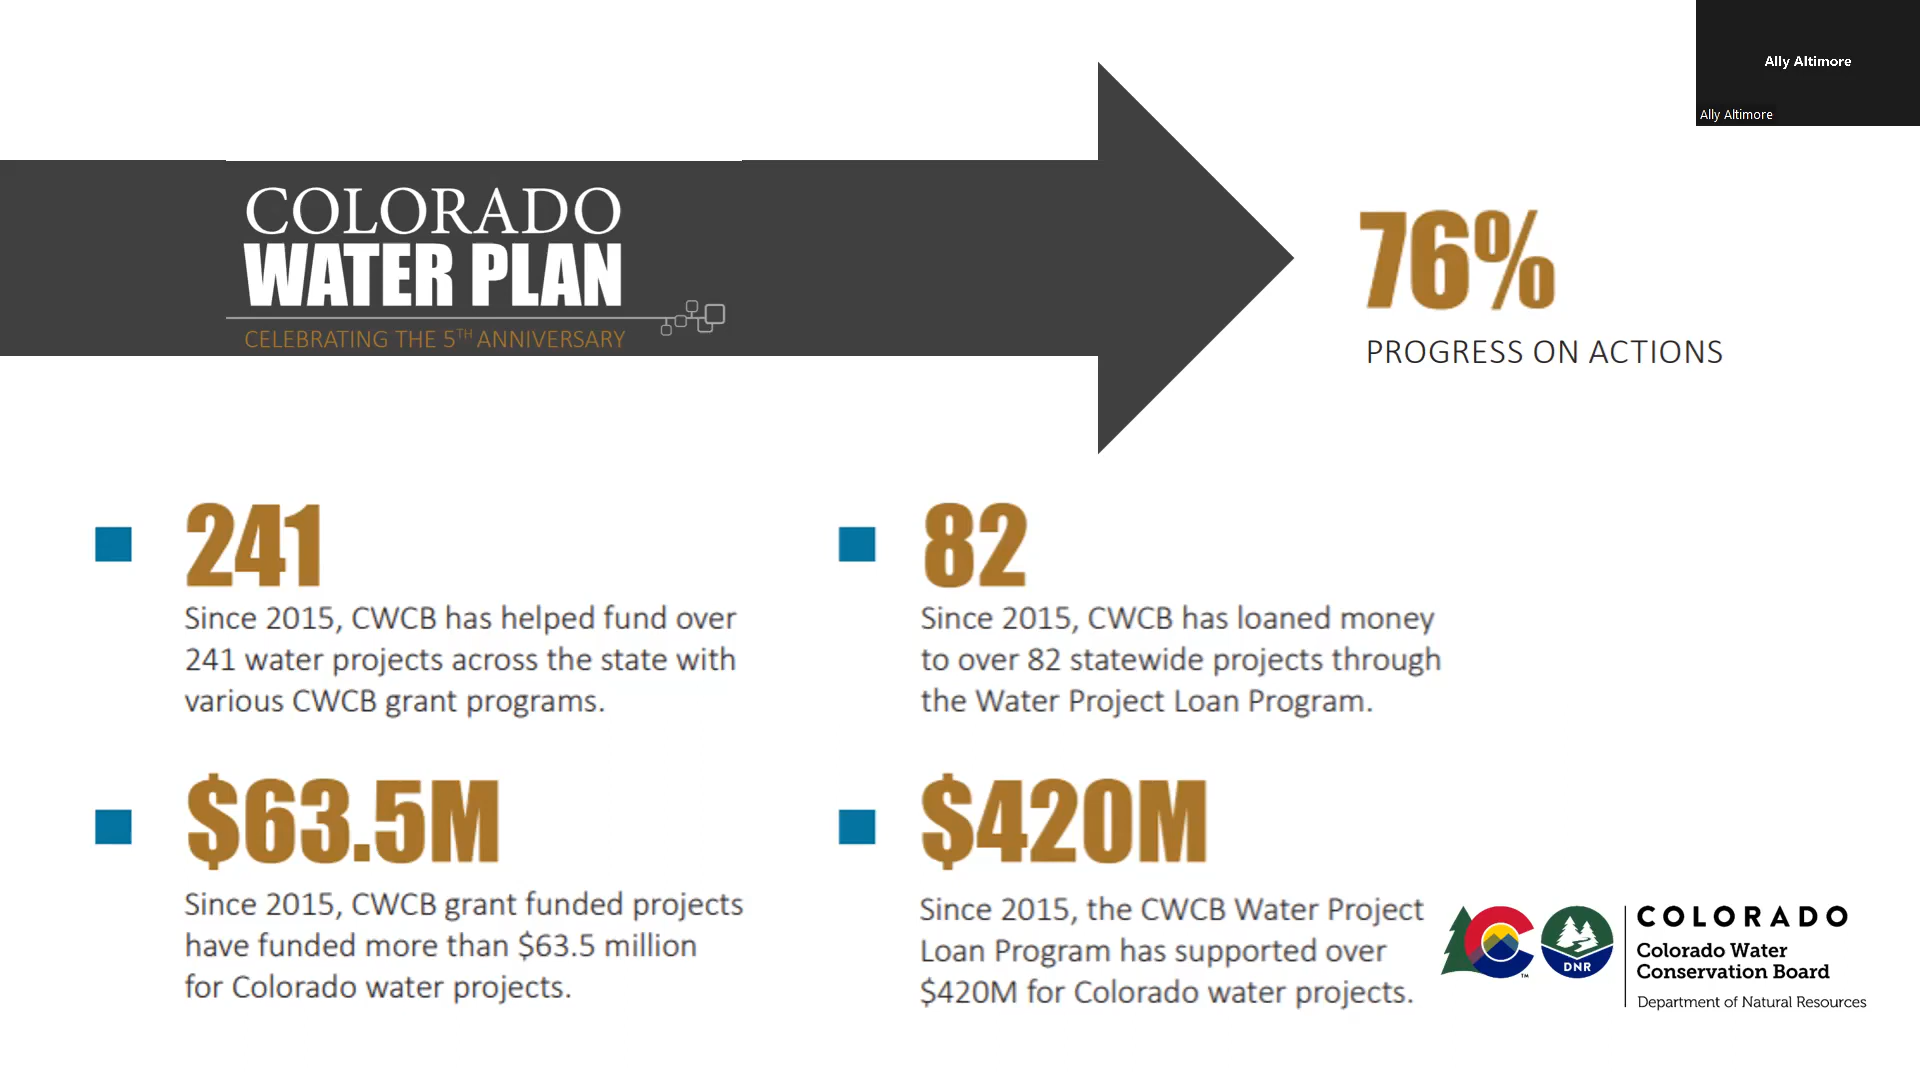 Ally Altimore
Ally Altimore
COLORADO
WATER PLAN
CELEBRATING THE 5TH ANNIVERSARY
76%
PROGRESS ON ACTIONS
241
Since 2015, CWCB has helped fund over
241 water projects across the state with
various CWCB grant programs.
82
Since 2015, CWCB has loaned money
to over 82 statewide projects through
the Water Project Loan Program.
$63.5M
Since 2015, CWCB grant funded projects
have funded more than $63.5 million
for Colorado water projects.
$420M
Since 2015, the CWCB Water Project
Loan Program has supported over
$420M for Colorado water projects.
TM
DNR
COLORADO
Colorado Water
Conservation Board
Department of Natural Resources